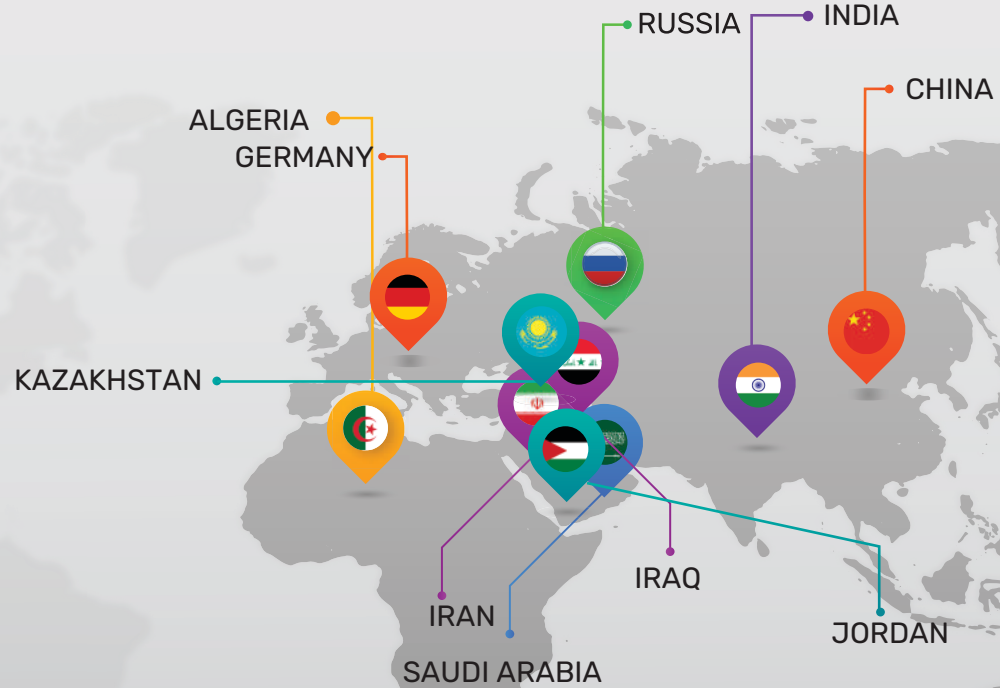 RUSSIA
INDIA
CHINA
ALGERIA
GERMANY
KAZAKHSTAN
IRAQ
IRAN
JORDAN
SAUDI ARABIA